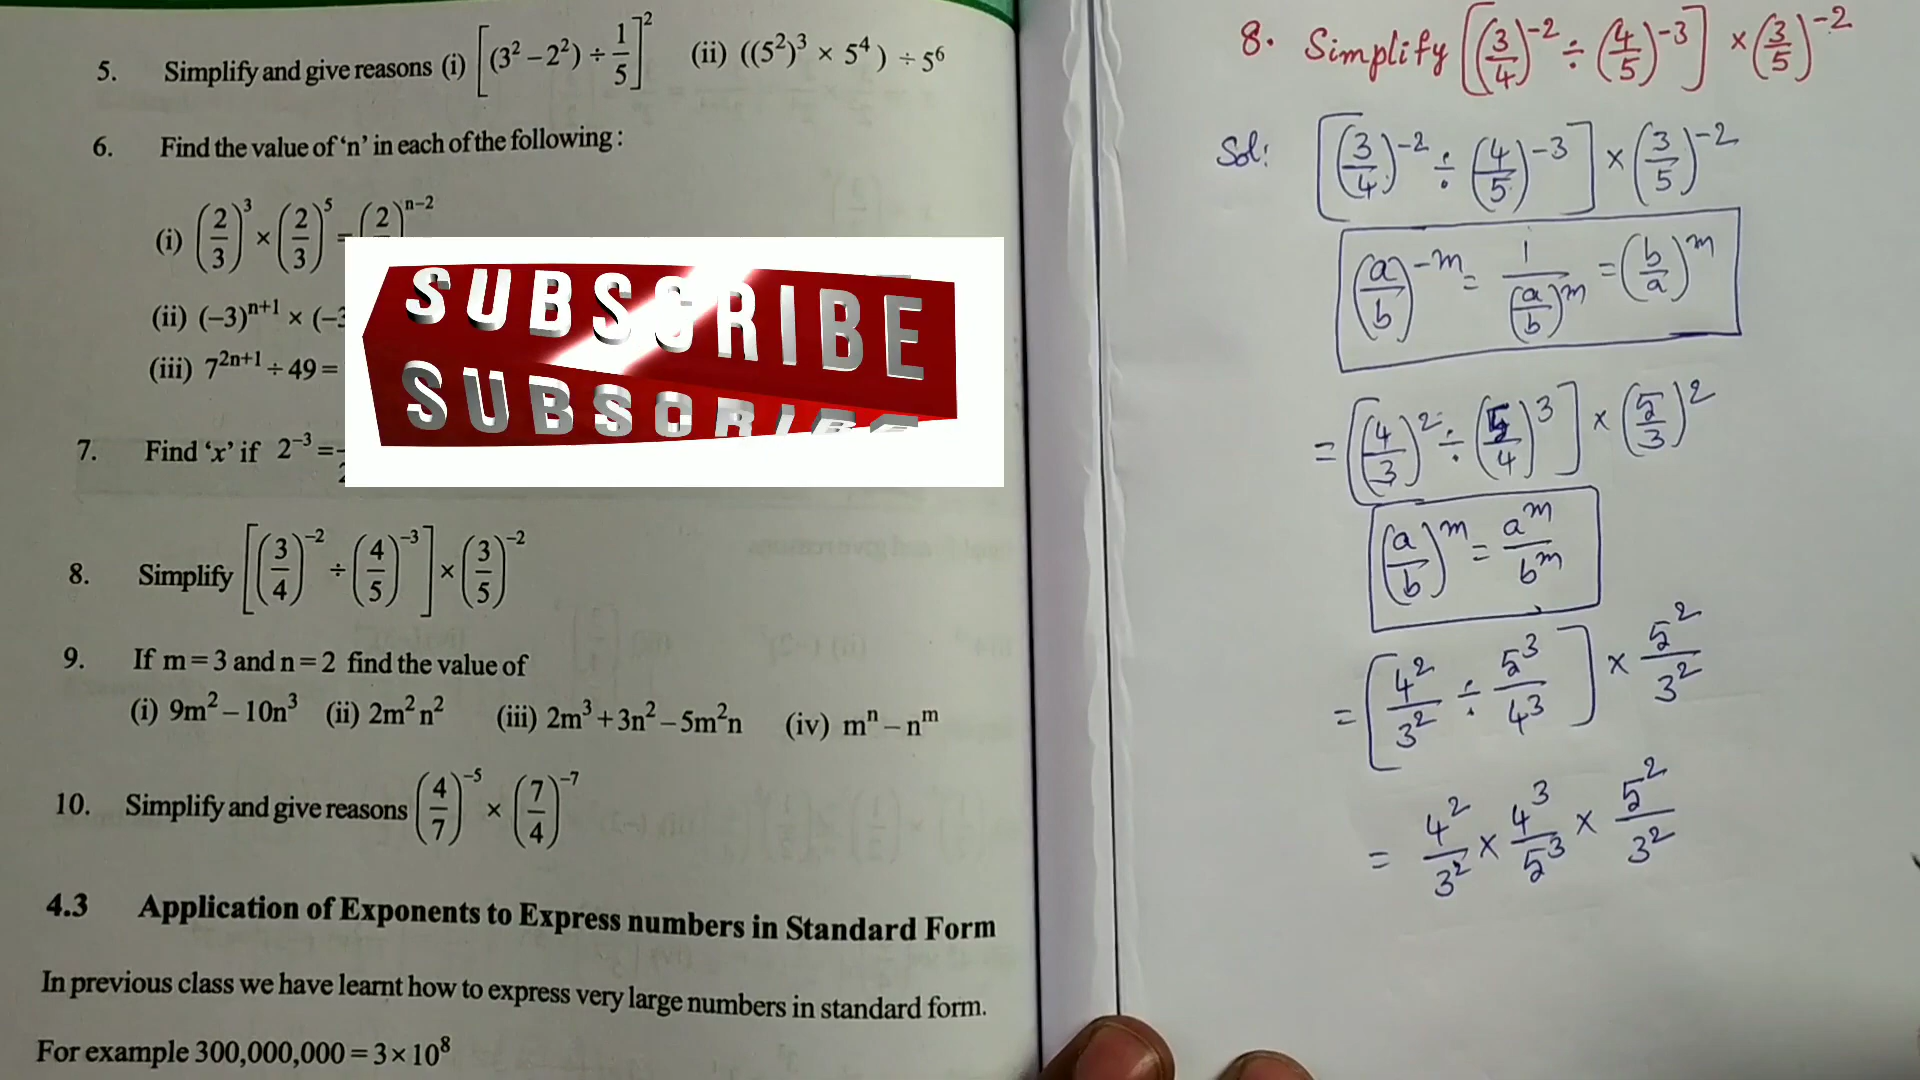 5. Simplify and give reasons (i) [(3² – 2²) ÷ 1/5]² (ii) ((5²)³ × 5⁴) ÷ 5⁶
6. Find the value of ‘n’ in each of the following :
(i) (2/3)³ × (2/3)⁵ = (2/ )ⁿ⁻²
(ii) (–3)ⁿ⁺¹ × (–3
(iii) 7²ⁿ⁺¹ ÷ 49 =
SUBSCRIBE
SUBSCRIBE
7. Find ‘x’ if 2⁻³ =
8. Simplify [(3/4)⁻² ÷ (4/5)⁻³] × (3/5)⁻²
9. If m = 3 and n = 2 find the value of
(i) 9m² – 10n³ (ii) 2m² n² (iii) 2m³ + 3n² – 5m²n (iv) mⁿ – nᵐ
10. Simplify and give reasons (4/7)⁻⁵ × (7/4)⁻⁷
4.3 Application of Exponents to Express numbers in Standard Form
In previous class we have learnt how to express very large numbers in standard form.
For example 300,000,000 = 3 × 10⁸
8. Simplify [(3/4)⁻² ÷ (4/5)⁻³] × (3/5)⁻²
Sol: [(3/4)⁻² ÷ (4/5)⁻³] × (3/5)⁻²
(a/b)⁻ᵐ = 1/(a/b)ᵐ = (b/a)ᵐ
= [(4/3)² ÷ (5/4)³] × (5/3)²
(a/b)ᵐ = aᵐ/bᵐ
= [4²/3² ÷ 5³/4³] × 5²/3²
= 4²/3² × 4³/5³ × 5²/3²